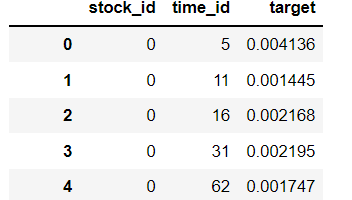 stock_id time_id target
0 0 5 0.004136
1 0 11 0.001445
2 0 16 0.002168
3 0 31 0.002195
4 0 62 0.001747